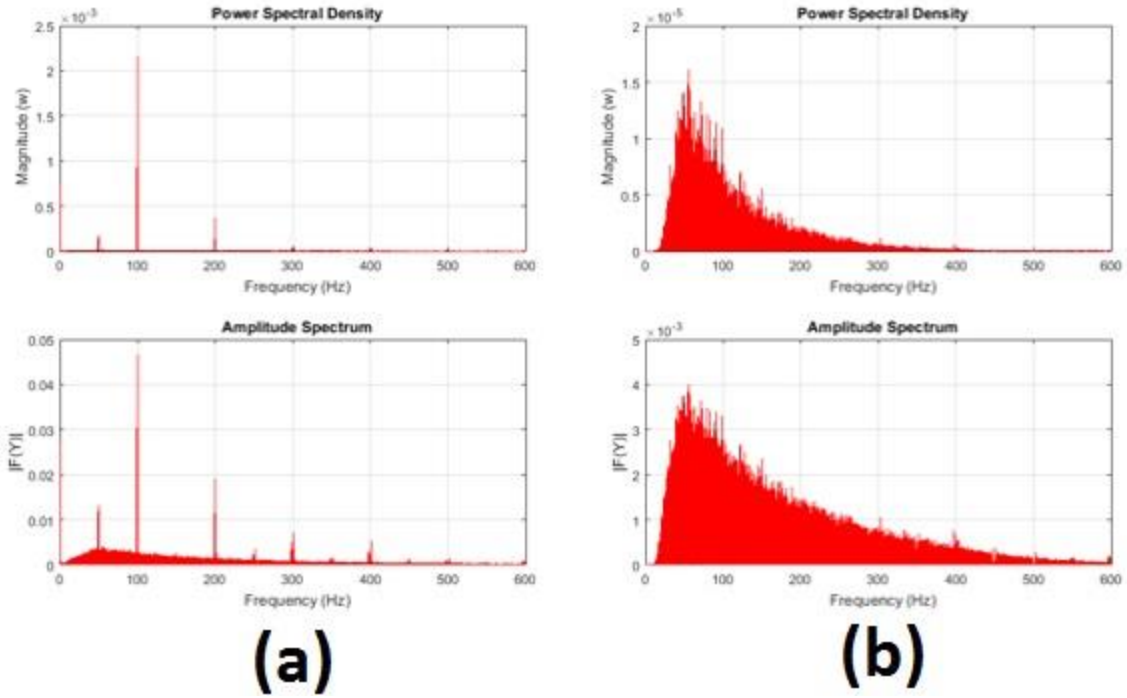 Power Spectral Density
× 10⁻³
2.5
2
1.5
1
0.5
0
Magnitude (w)
0 100 200 300 400 500 600
Frequency (Hz)
Power Spectral Density
× 10⁻⁵
2
1.5
1
0.5
0
Magnitude (w)
0 100 200 300 400 500 600
Frequency (Hz)
Amplitude Spectrum
0.05
0.04
0.03
0.02
0.01
0
|F(Y)|
0 100 200 300 400 500 600
Frequency (Hz)
Amplitude Spectrum
× 10⁻³
5
4
3
2
1
0
|F(Y)|
0 100 200 300 400 500 600
Frequency (Hz)
(a)
(b)